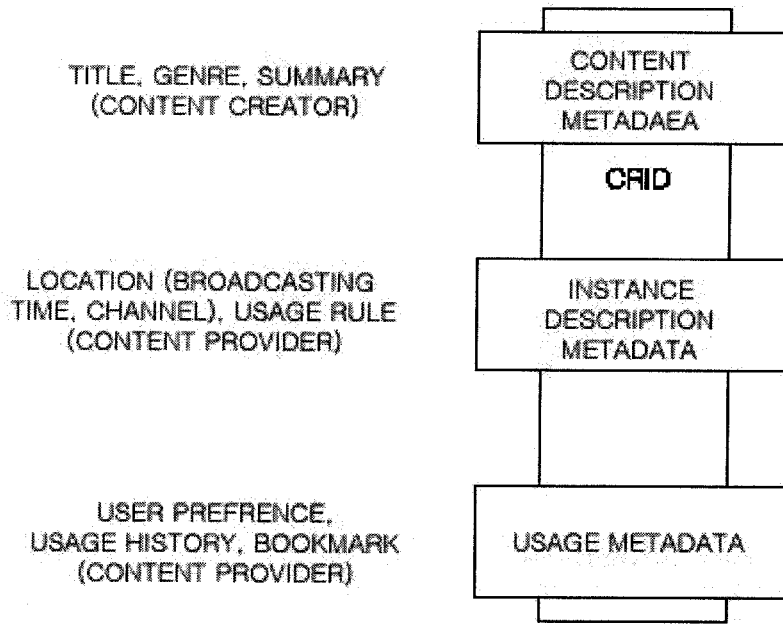 TITLE, GENRE, SUMMARY
(CONTENT CREATOR)
CONTENT
DESCRIPTION
METADAEA
CRID
LOCATION (BROADCASTING
TIME, CHANNEL), USAGE RULE
(CONTENT PROVIDER)
INSTANCE
DESCRIPTION
METADATA
USER PREFRENCE,
USAGE HISTORY, BOOKMARK
(CONTENT PROVIDER)
USAGE METADATA